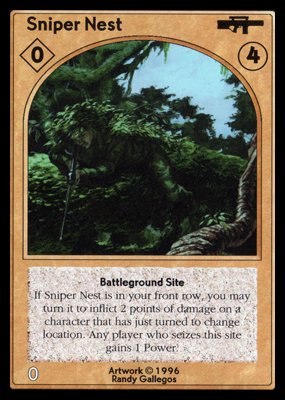 Sniper Nest
0
4
Battleground Site
If Sniper Nest is in your front row, you may
turn it to inflict 2 points of damage on a
character that has just turned to change
location. Any player who seizes this site
gains 1 Power!
0
Artwork © 1996
Randy Gallegos